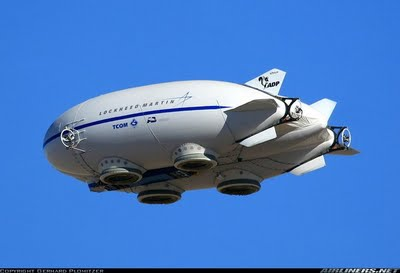 ADP
LOCKHEED MARTIN
TCOM
COPYRIGHT GERHARD PLOMITZER
AIRLINERS.NET